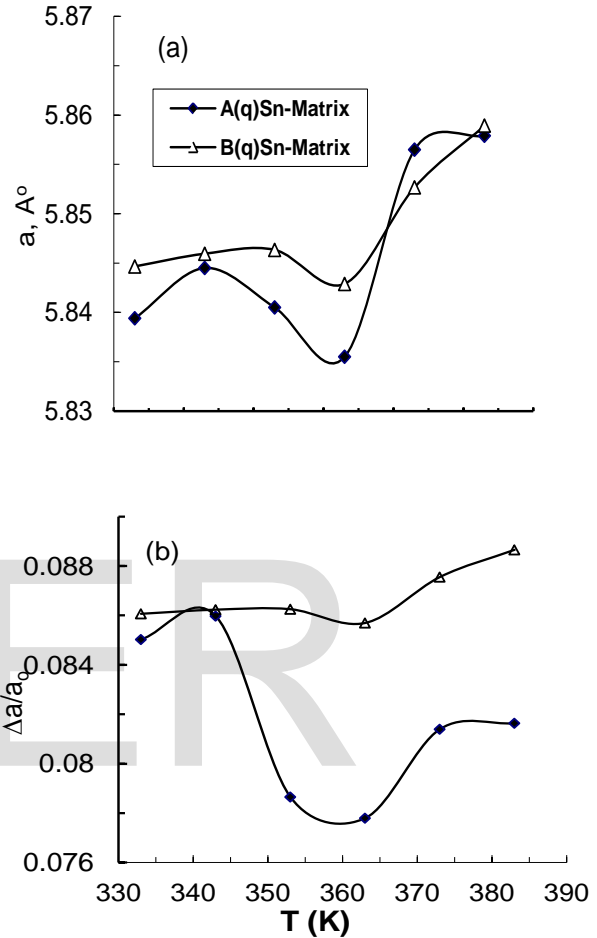 5.87
(a)
A(q)Sn-Matrix
B(q)Sn-Matrix
5.86
5.85
5.84
5.83
a, Aº
(b)
0.088
0.084
0.08
0.076
Δa/a₀
330 340 350 360 370 380 390
T (K)
ER